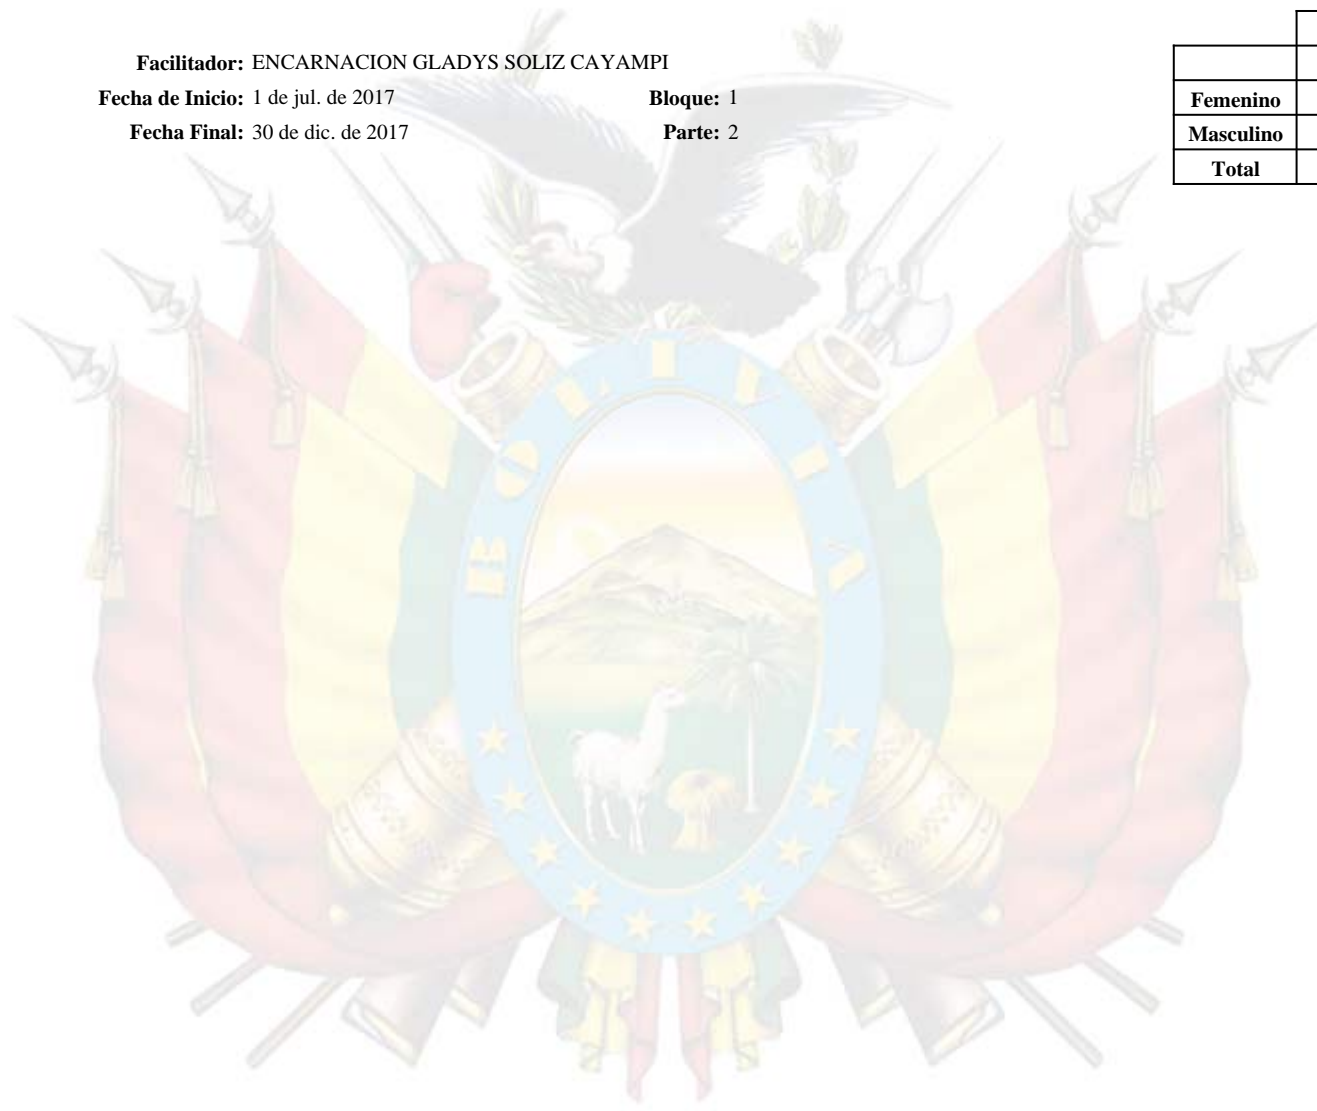 Facilitador: ENCARNACION GLADYS SOLIZ CAYAMPI
Fecha de Inicio: 1 de jul. de 2017 Bloque: 1
Fecha Final: 30 de dic. de 2017 Parte: 2
Femenino
Masculino
Total
BOLIVIA